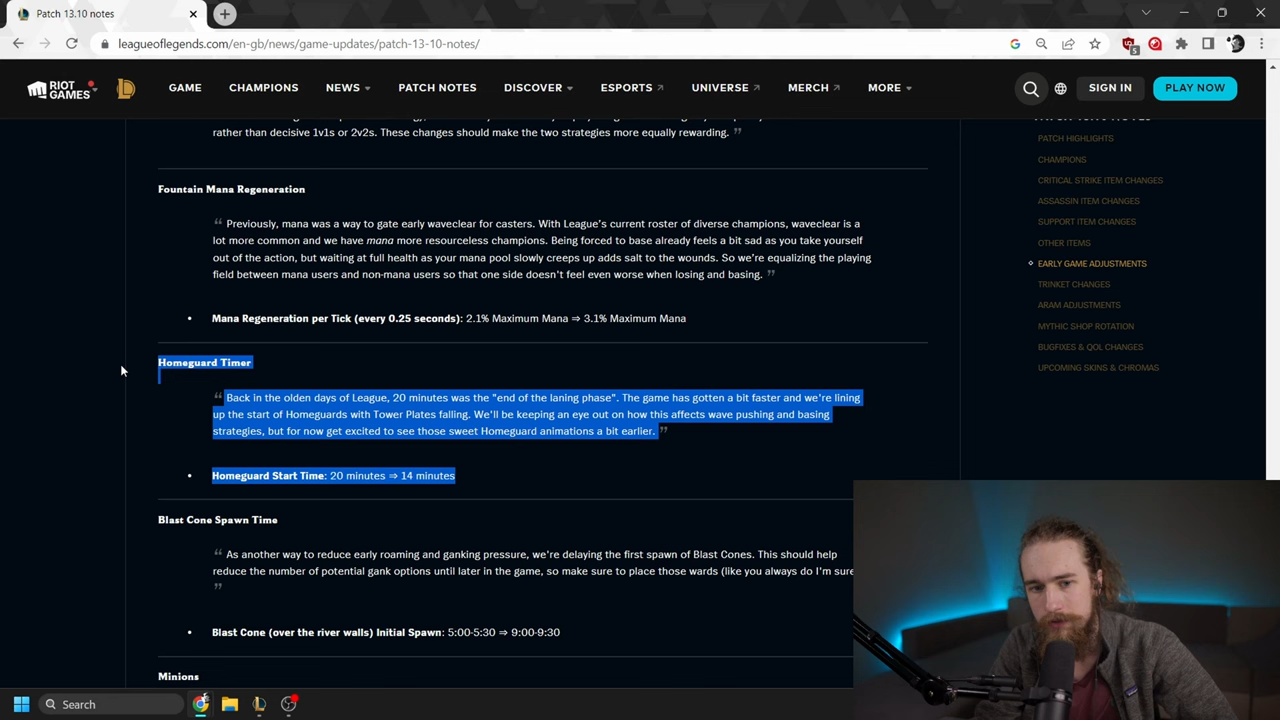 Patch 13.10 notes
leagueoflegends.com/en-gb/news/game-updates/patch-13-10-notes/
5
RIOT
GAMES
GAME
CHAMPIONS
NEWS
PATCH NOTES
DISCOVER
ESPORTS
UNIVERSE
MERCH
MORE
SIGN IN
PLAY NOW
rather than decisive 1v1s or 2v2s. These changes should make the two strategies more equally rewarding. ”
Fountain Mana Regeneration
“ Previously, mana was a way to gate early waveclear for casters. With League’s current roster of diverse champions, waveclear is a
lot more common and we have mana more resourceless champions. Being forced to base already feels a bit sad as you take yourself
out of the action, but waiting at full health as your mana pool slowly creeps up adds salt to the wounds. So we’re equalizing the playing
field between mana users and non-mana users so that one side doesn't feel even worse when losing and basing. ”
• Mana Regeneration per Tick (every 0.25 seconds): 2.1% Maximum Mana ⇒ 3.1% Maximum Mana
Homeguard Timer
“ Back in the olden days of League, 20 minutes was the "end of the laning phase". The game has gotten a bit faster and we're lining
up the start of Homeguards with Tower Plates falling. We'll be keeping an eye out on how this affects wave pushing and basing
strategies, but for now get excited to see those sweet Homeguard animations a bit earlier. ”
• Homeguard Start Time: 20 minutes ⇒ 14 minutes
Blast Cone Spawn Time
“ As another way to reduce early roaming and ganking pressure, we're delaying the first spawn of Blast Cones. This should help
reduce the number of potential gank options until later in the game, so make sure to place those wards (like you always do I'm sure
”
• Blast Cone (over the river walls) Initial Spawn: 5:00-5:30 ⇒ 9:00-9:30
Minions
PATCH HIGHLIGHTS
CHAMPIONS
CRITICAL STRIKE ITEM CHANGES
ASSASSIN ITEM CHANGES
SUPPORT ITEM CHANGES
OTHER ITEMS
EARLY GAME ADJUSTMENTS
TRINKET CHANGES
ARAM ADJUSTMENTS
MYTHIC SHOP ROTATION
BUGFIXES & QOL CHANGES
UPCOMING SKINS & CHROMAS
Search